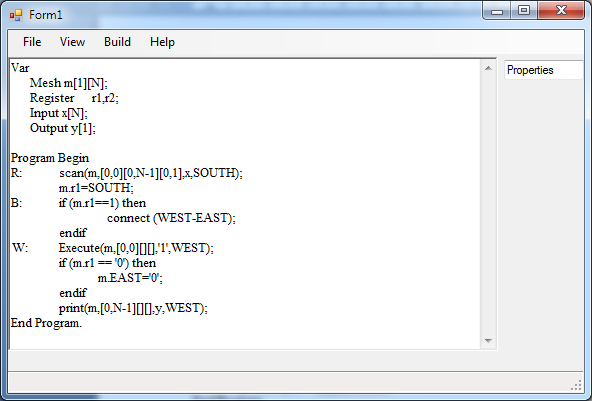 Form1
File View Build Help
Var
Mesh m[1][N];
Register r1,r2;
Input x[N];
Output y[1];
Program Begin
R: scan(m,[0,0][0,N-1][0,1],x,SOUTH);
m.r1=SOUTH;
B: if (m.r1==1) then
connect (WEST-EAST);
endif
W: Execute(m,[0,0][][],'1',WEST);
if (m.r1 == '0') then
m.EAST='0';
endif
print(m,[0,N-1][][],y,WEST);
End Program.
Properties